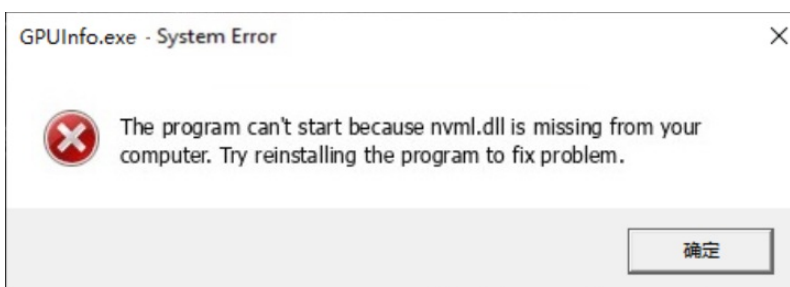 GPUInfo.exe - System Error
The program can't start because nvml.dll is missing from your
computer. Try reinstalling the program to fix problem.
确定